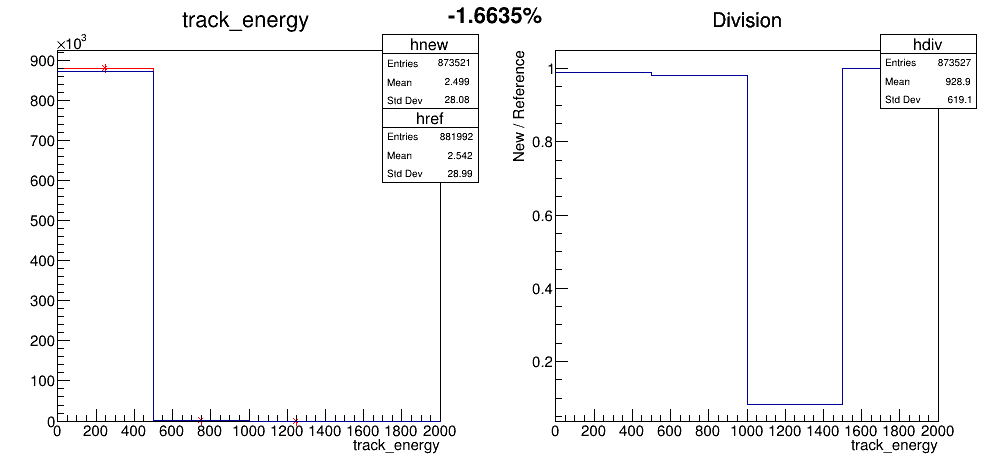 track_energy
-1.6635%
×10³
hnew
Entries 873521
Mean 2.499
Std Dev 28.08
href
Entries 881992
Mean 2.542
Std Dev 28.99
900
800
700
600
500
400
300
200
100
0
0 200 400 600 800 1000 1200 1400 1600 1800 2000
track_energy
Division
New / Reference
hdiv
Entries 873527
Mean 928.9
Std Dev 619.1
1
0.8
0.6
0.4
0.2
0 200 400 600 800 1000 1200 1400 1600 1800 2000
track_energy